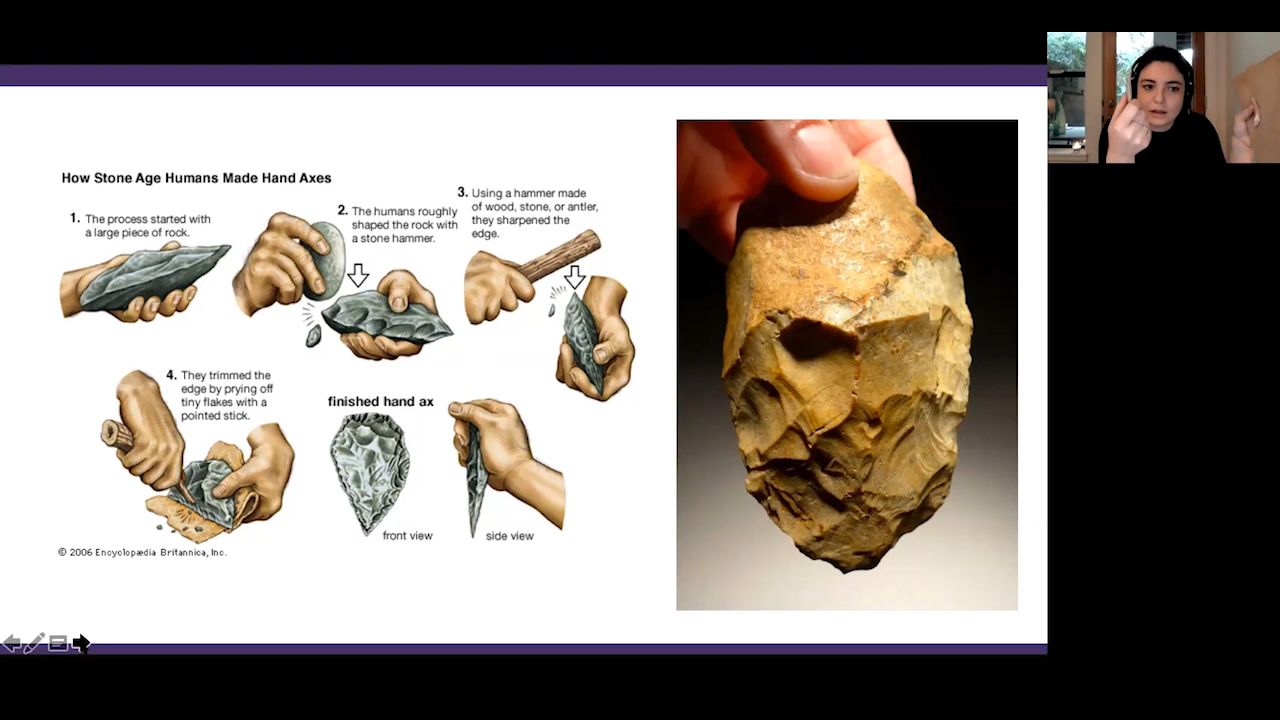 How Stone Age Humans Made Hand Axes
1. The process started with
a large piece of rock.
2. The humans roughly
shaped the rock with
a stone hammer.
3. Using a hammer made
of wood, stone, or antler,
they sharpened the
edge.
4. They trimmed the
edge by prying off
tiny flakes with a
pointed stick.
finished hand ax
front view
side view
© 2006 Encyclopædia Britannica, Inc.